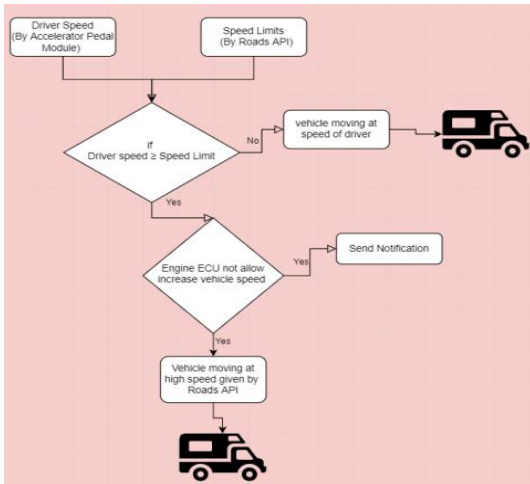 Driver Speed
(By Accelerator Pedal
Module)
Speed Limits
(By Roads API)
if
Driver speed ≥ Speed Limit
No
vehicle moving at
speed of driver
Yes
Engine ECU not allow
increase vehicle speed
Yes
Send Notification
Yes
Vehicle moving at
high speed given by
Roads API